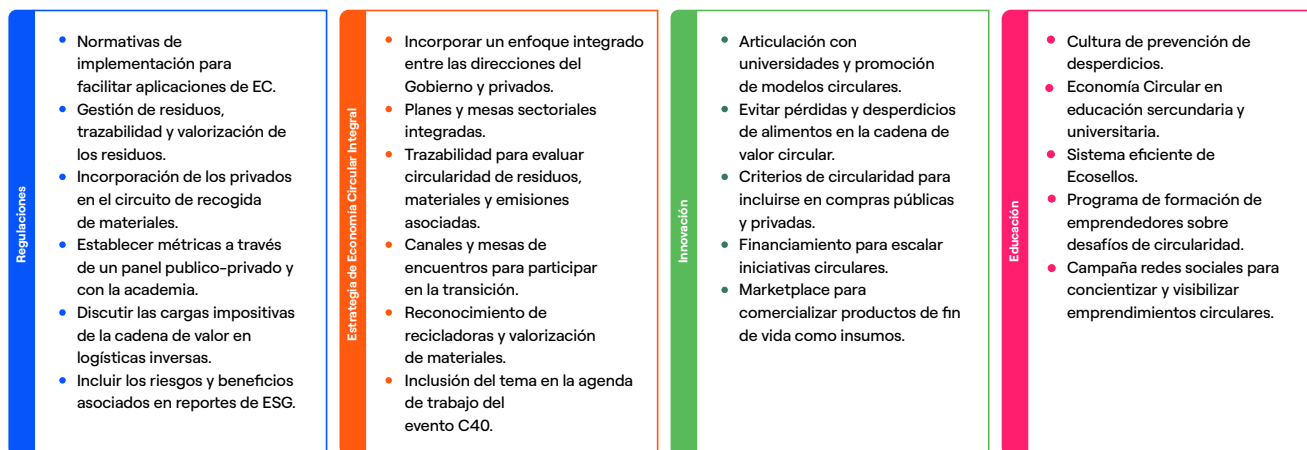 Regulaciones
• Normativas de
implementación para
facilitar aplicaciones de EC.
• Gestión de residuos,
trazabilidad y valorización de
los residuos.
• Incorporación de los privados
en el circuito de recogida
de materiales.
• Establecer métricas a través
de un panel publico-privado y
con la academia.
• Discutir las cargas impositivas
de la cadena de valor en
logísticas inversas.
• Incluir los riesgos y beneficios
asociados en reportes de ESG.
Estrategia de Economía Circular Integral
• Incorporar un enfoque integrado
entre las direcciones del
Gobierno y privados.
• Planes y mesas sectoriales
integradas.
• Trazabilidad para evaluar
circularidad de residuos,
materiales y emisiones
asociadas.
• Canales y mesas de
encuentros para participar
en la transición.
• Reconocimiento de
recicladoras y valorización
de materiales.
• Inclusión del tema en la agenda
de trabajo del
evento C40.
Innovación
• Articulación con
universidades y promoción
de modelos circulares.
• Evitar pérdidas y desperdicios
de alimentos en la cadena de
valor circular.
• Criterios de circularidad para
incluirse en compras públicas
y privadas.
• Financiamiento para escalar
iniciativas circulares.
• Marketplace para
comercializar productos de fin
de vida como insumos.
Educación
• Cultura de prevención de
desperdicios.
• Economía Circular en
educación sercundaria y
universitaria.
• Sistema eficiente de
Ecosellos.
• Programa de formación de
emprendedores sobre
desafíos de circularidad.
• Campaña redes sociales para
concientizar y visibilizar
emprendimientos circulares.